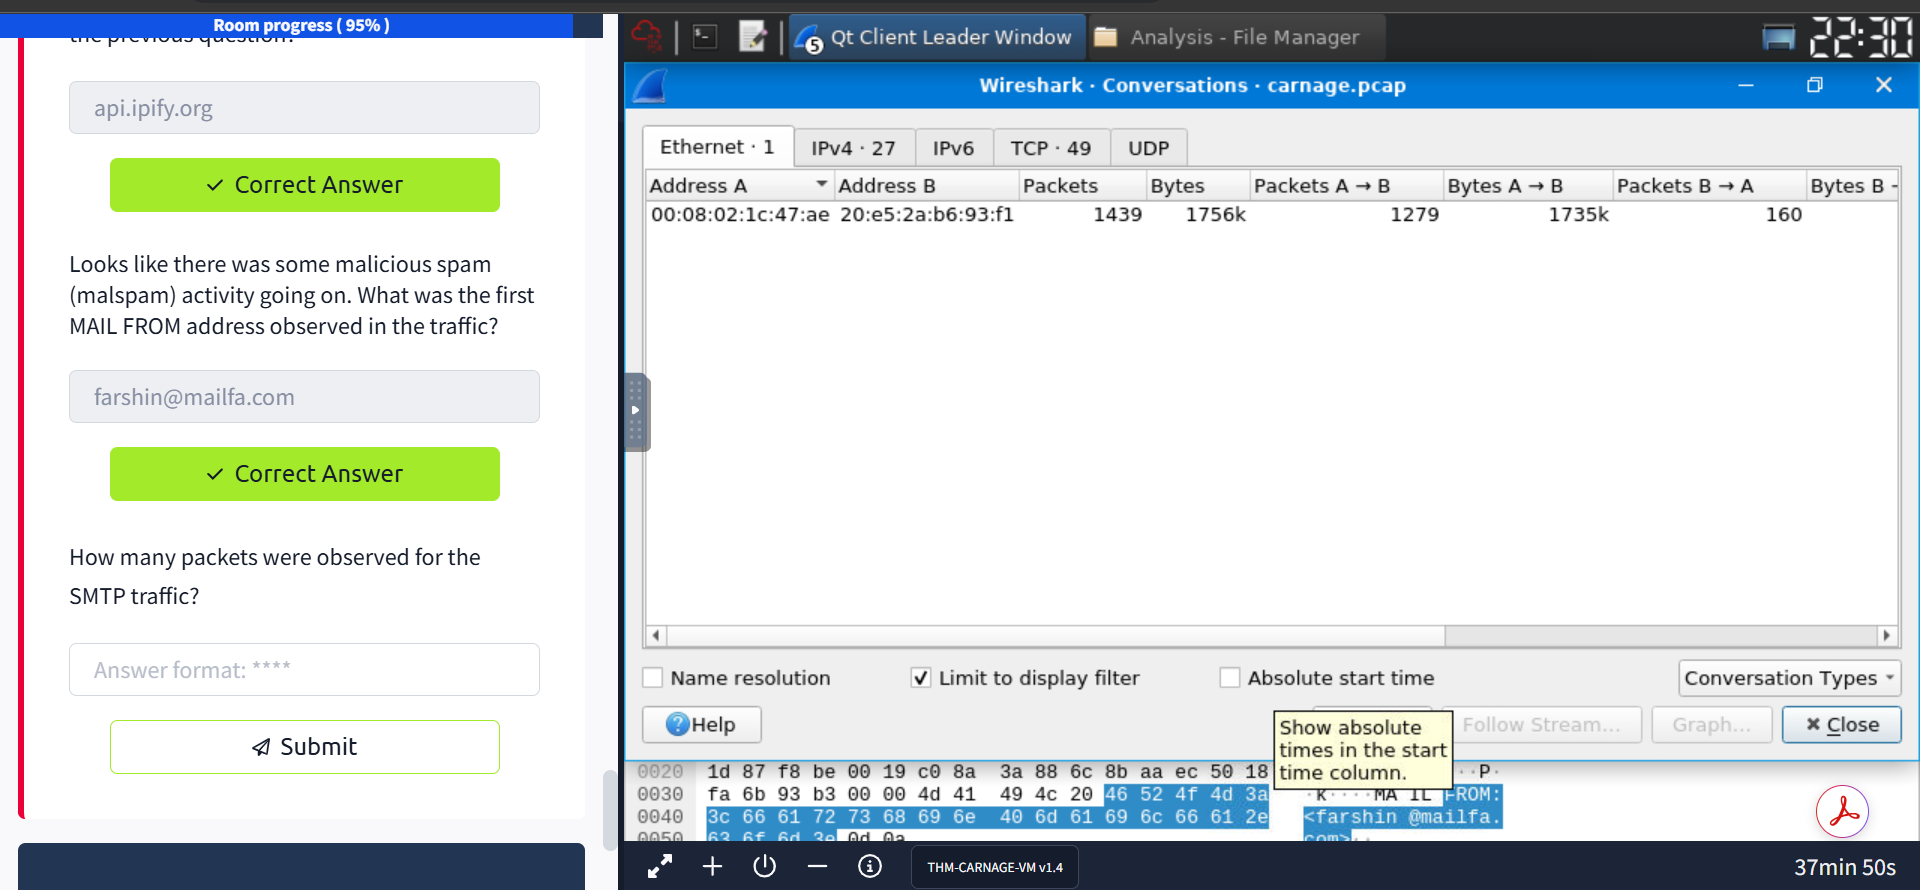 Room progress ( 95% )
the previous question?
api.ipify.org
Correct Answer
Looks like there was some malicious spam
(malspam) activity going on. What was the first
MAIL FROM address observed in the traffic?
farshin@mailfa.com
Correct Answer
How many packets were observed for the
SMTP traffic?
Answer format: ****
Submit
5 Qt Client Leader Window
Analysis - File Manager
22:30
Wireshark · Conversations · carnage.pcap
Ethernet · 1 IPv4 · 27 IPv6 TCP · 49 UDP
Address A Address B Packets Bytes Packets A → B Bytes A → B Packets B → A Bytes B -
00:08:02:1c:47:ae 20:e5:2a:b6:93:f1 1439 1756k 1279 1735k 160
Name resolution Limit to display filter Absolute start time Conversation Types
Help Follow Stream... Graph... Close
Show absolute
times in the start
time column.
0020 1d 87 f8 be 00 19 c0 8a 3a 88 6c 8b aa ec 50 18 ··P·
0030 fa 6b 93 b3 00 00 4d 41 49 4c 20 46 52 4f 4d 3a ·k····MA IL FROM:
0040 3c 66 61 72 73 68 69 6e 40 6d 61 69 6c 66 61 2e <farshin @mailfa.
0050 63 6f 6d 3e 0d 0a com>··
THM-CARNAGE-VM v1.4
37min 50s